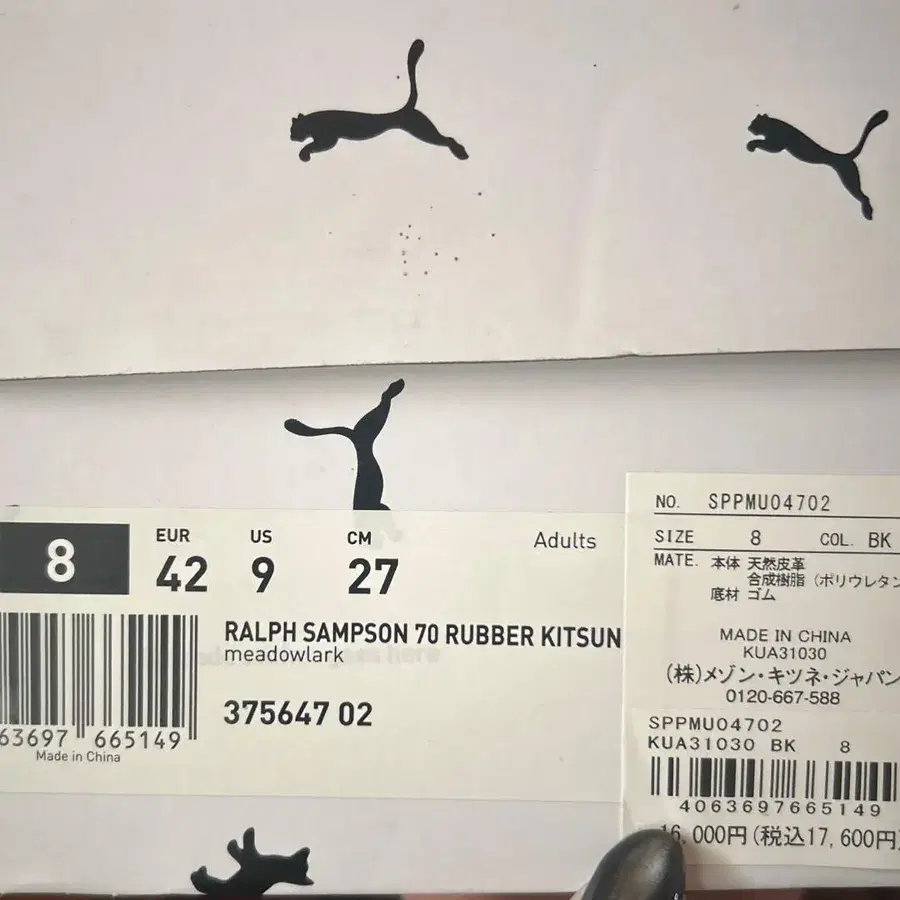 8
EUR 42
US 9
CM 27
Adults
RALPH SAMPSON 70 RUBBER KITSUN
meadowlark
goes here
375647 02
63697 665149
Made in China
NO. SPPMU04702
SIZE 8 COL. BK
MATE. 本体 天然皮革
合成樹脂 (ポリウレタン
底材 ゴム
MADE IN CHINA
KUA31030
(株)メゾン・キツネ・ジャパン
0120-667-588
SPPMU04702
KUA31030 BK 8
4063697665149
16,000円(税込17,600円)